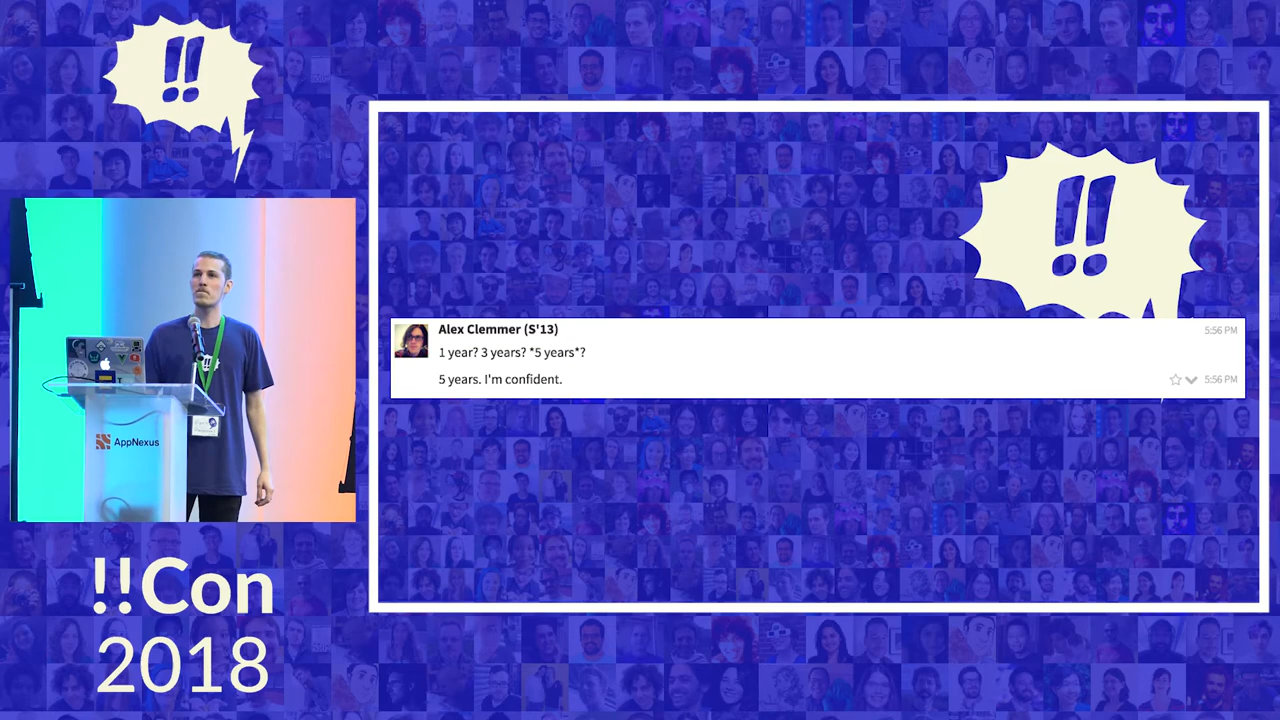 !!
!!
Alex Clemmer (S'13)
5:56 PM
1 year? 3 years? *5 years*?
5 years. I'm confident.
5:56 PM
!!
AppNexus
!!Con
2018